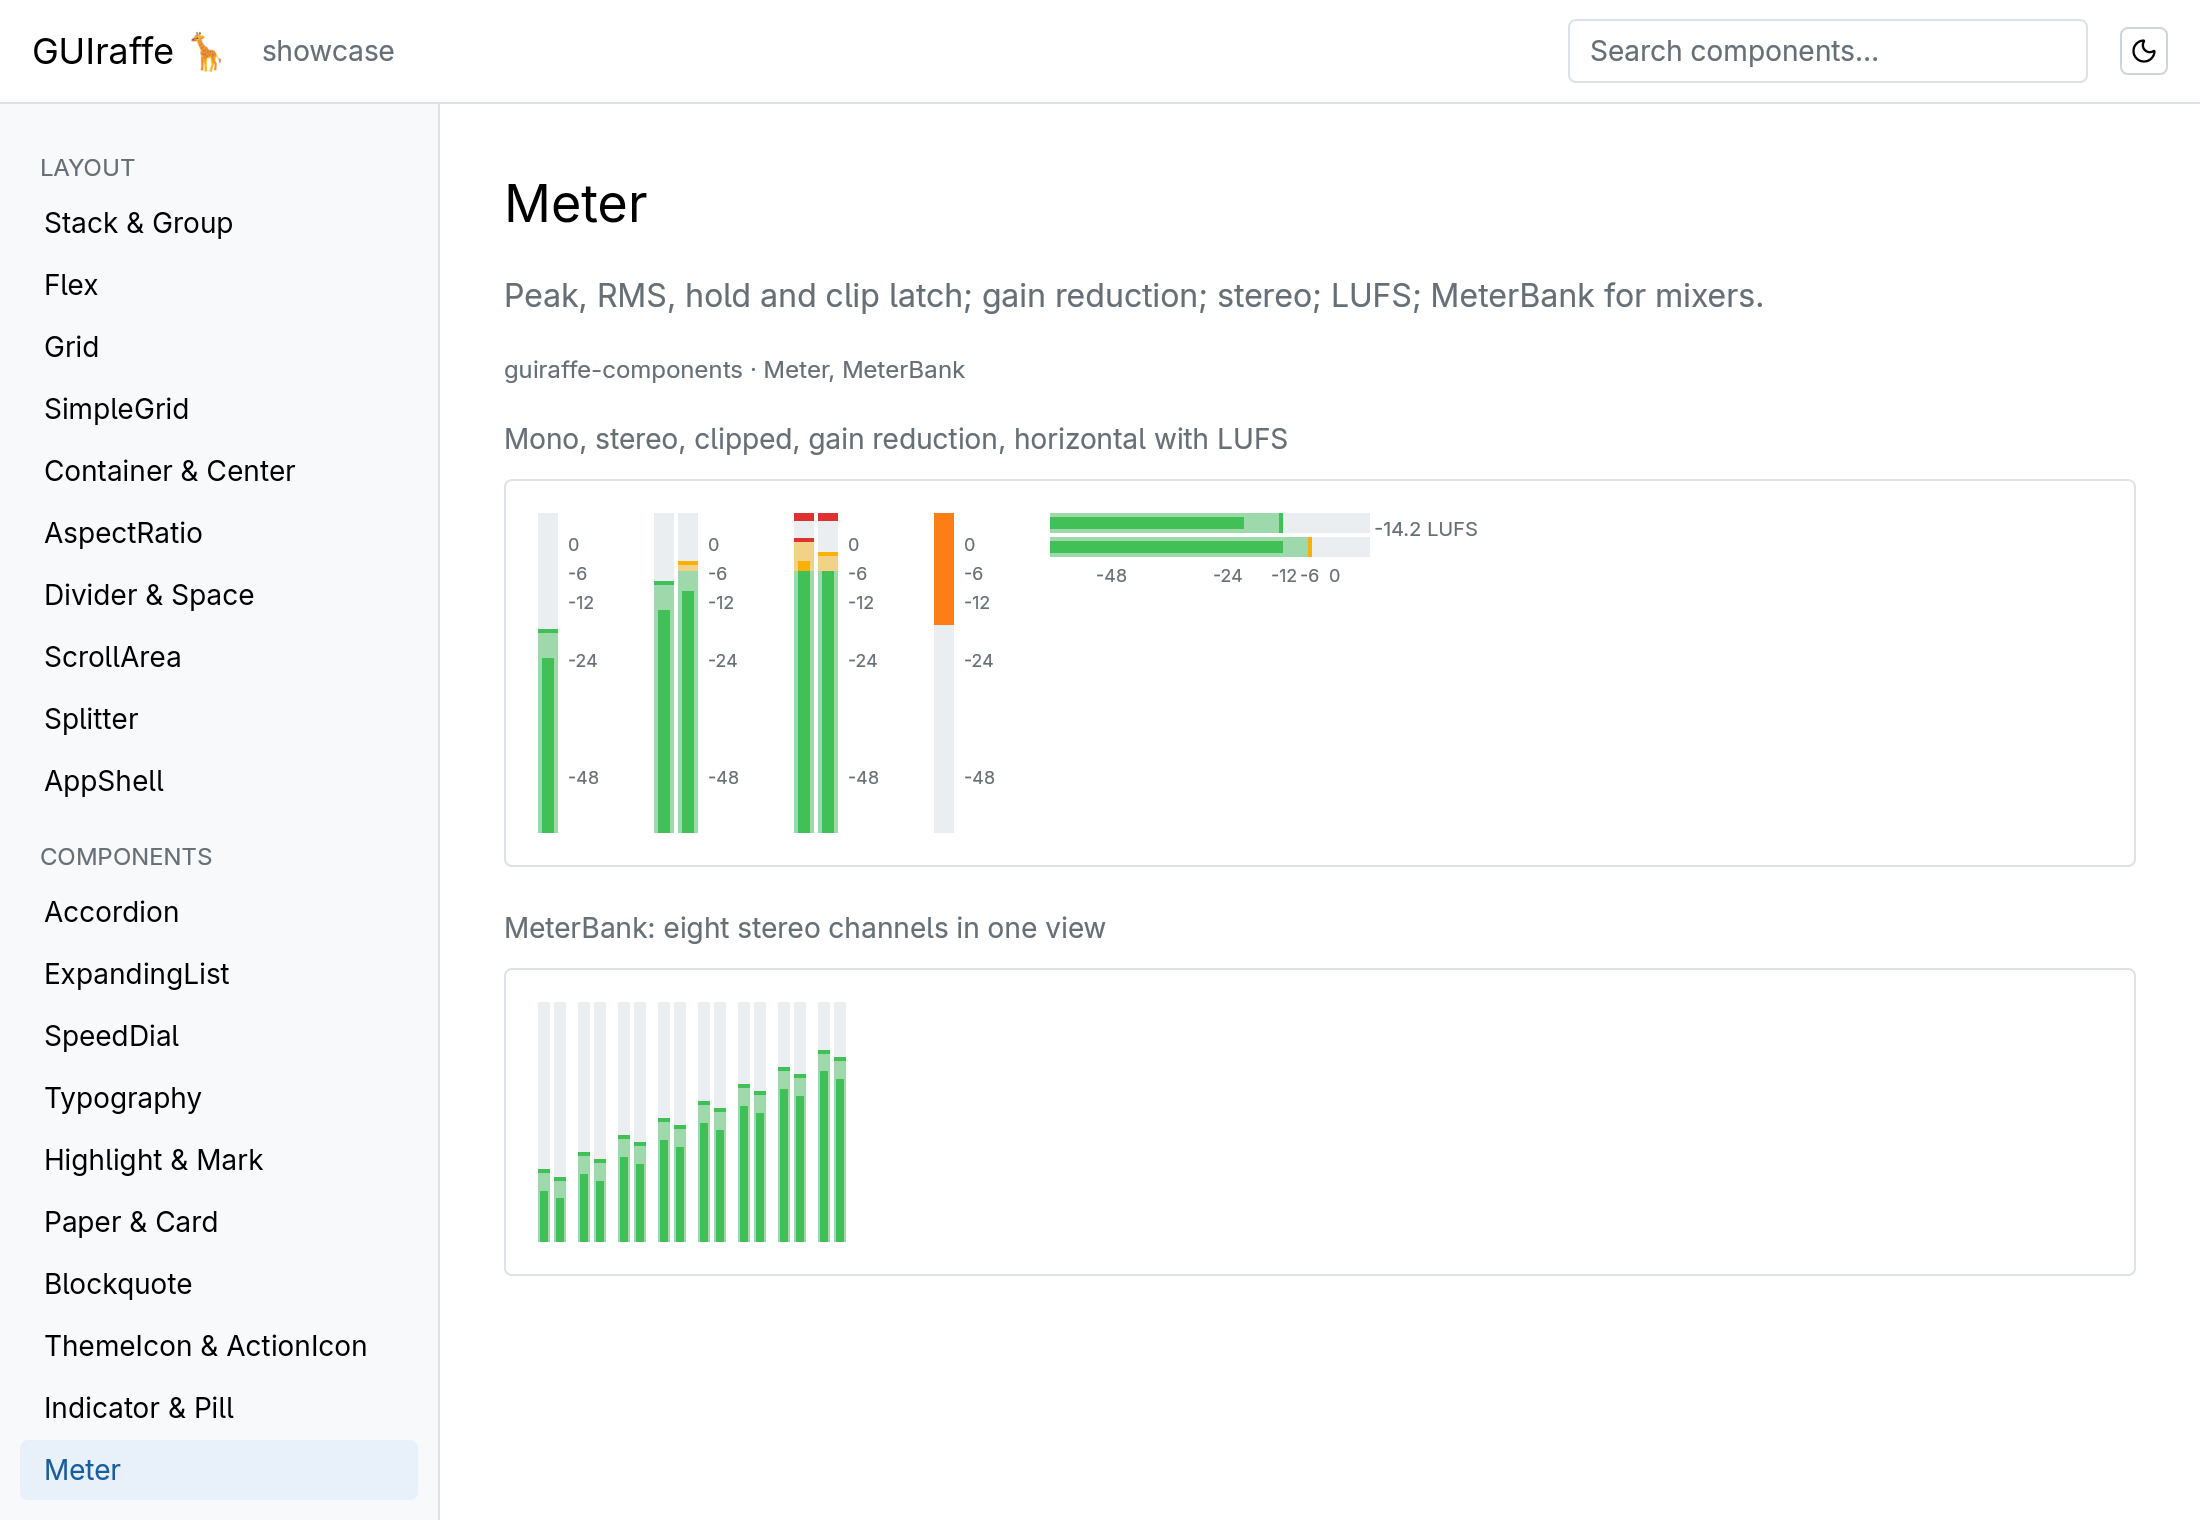 GUIraffe 🦒 showcase Search components...
LAYOUT
Stack & Group
Flex
Grid
SimpleGrid
Container & Center
AspectRatio
Divider & Space
ScrollArea
Splitter
AppShell
COMPONENTS
Accordion
ExpandingList
SpeedDial
Typography
Highlight & Mark
Paper & Card
Blockquote
ThemeIcon & ActionIcon
Indicator & Pill
Meter
Meter
Peak, RMS, hold and clip latch; gain reduction; stereo; LUFS; MeterBank for mixers.
guiraffe-components · Meter, MeterBank
Mono, stereo, clipped, gain reduction, horizontal with LUFS
0
-6
-12
-24
-48
0
-6
-12
-24
-48
0
-6
-12
-24
-48
0
-6
-12
-24
-48
-14.2 LUFS
-48 -24 -12 -6 0
MeterBank: eight stereo channels in one view